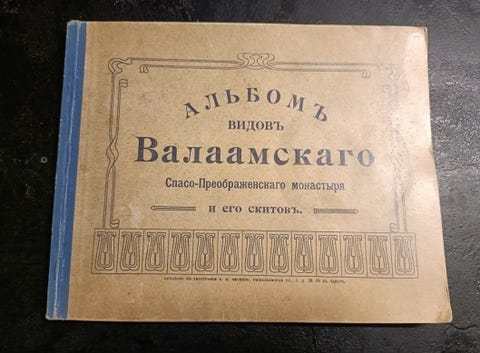 АЛЬБОМЪ
ВИДОВЪ
Валаамскаго
Спасо-Преображенскаго монастыря
и его скитовъ.